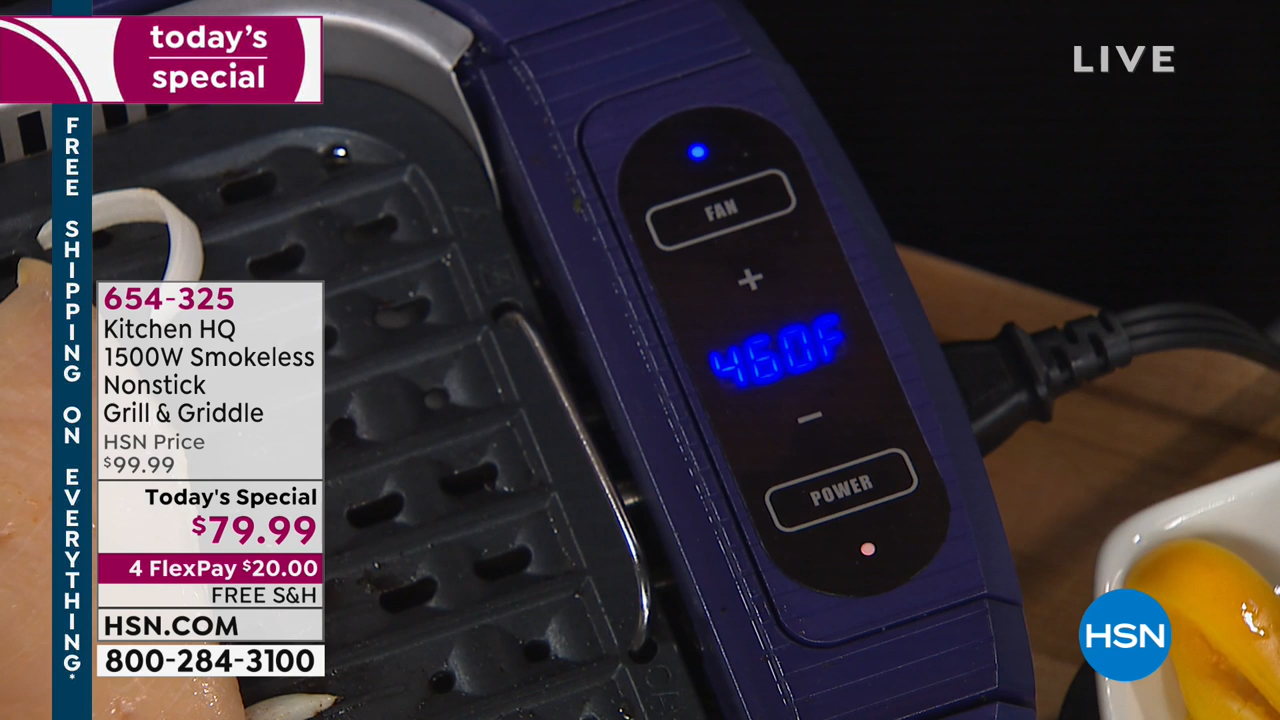 today's
special
LIVE
FREE SHIPPING ON EVERYTHING*
654-325
Kitchen HQ
1500W Smokeless
Nonstick
Grill & Griddle
HSN Price
$99.99
Today's Special
$79.99
4 FlexPay $20.00
FREE S&H
HSN.COM
800-284-3100
FAN
+
460F
−
POWER
HSN